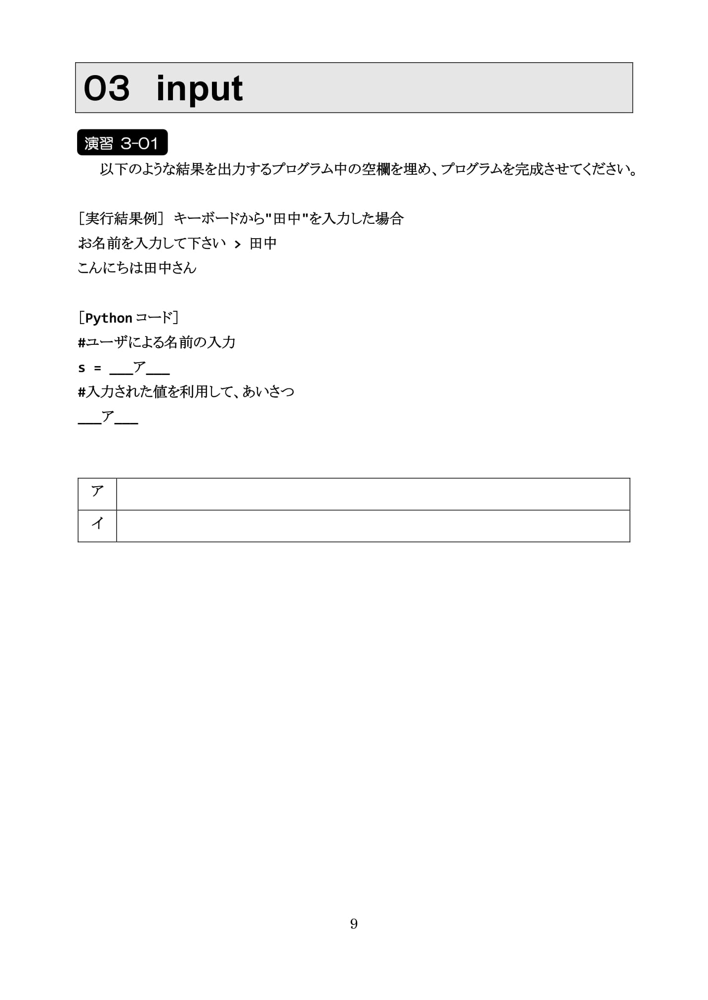 03 input
演習 3-01
以下のような結果を出力するプログラム中の空欄を埋め、プログラムを完成させてください。
［実行結果例］ キーボードから"田中"を入力した場合
お名前を入力して下さい > 田中
こんにちは田中さん
［Python コード］
#ユーザによる名前の入力
s = ___ア___
#入力された値を利用して、あいさつ
___ア___
ア
イ
9